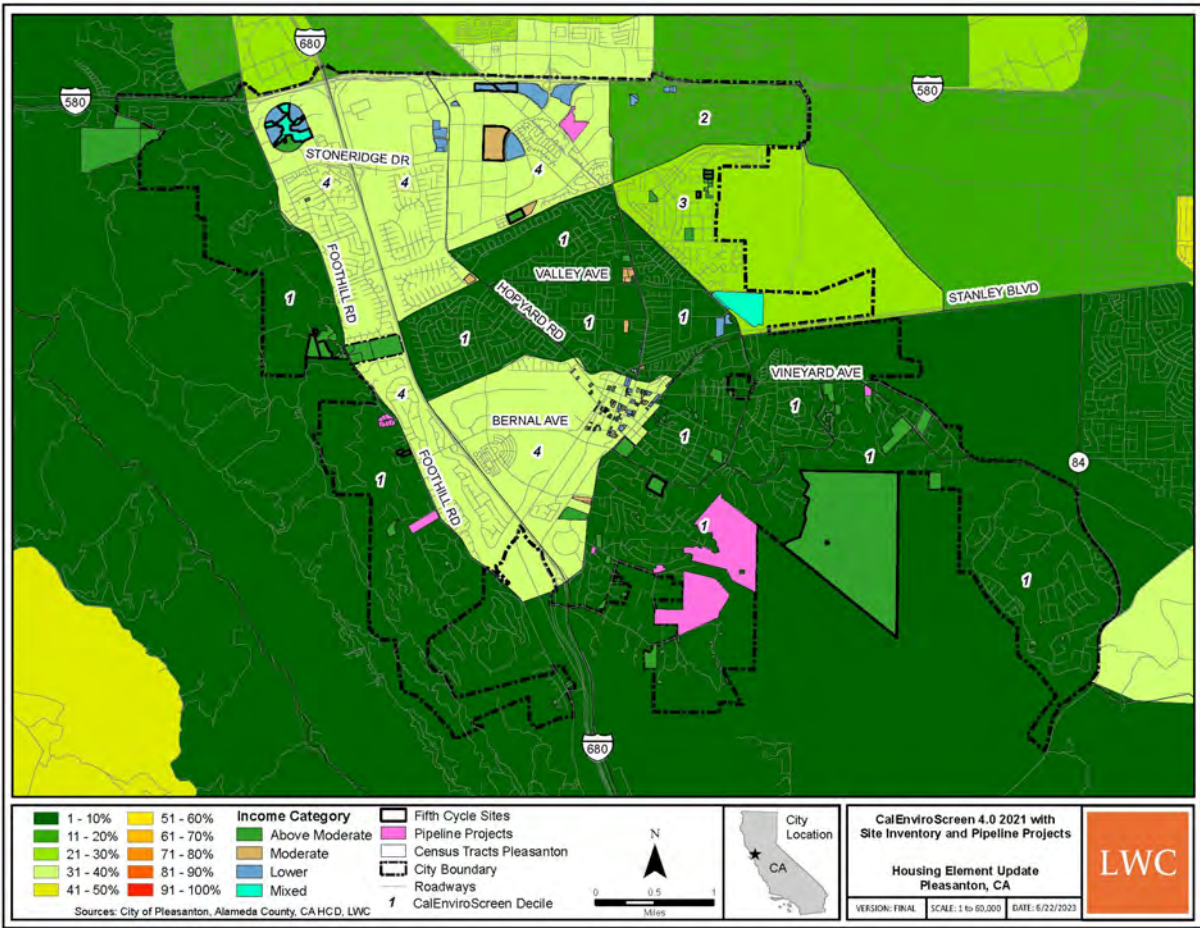 680
580
580
2
STONERIDGE DR
4
4
4
3
1
VALLEY AVE
FOOTHILL RD
HOPYARD RD
1
1
1
1
STANLEY BLVD
VINEYARD AVE
4
1
BERNAL AVE
4
1
1
84
FOOTHILL RD
1
1
1
680
1 - 10%
11 - 20%
21 - 30%
31 - 40%
41 - 50%
51 - 60%
61 - 70%
71 - 80%
81 - 90%
91 - 100%
Income Category
Above Moderate
Moderate
Lower
Mixed
Fifth Cycle Sites
Pipeline Projects
Census Tracts Pleasanton
City Boundary
Roadways
1 CalEnviroScreen Decile
Sources: City of Pleasanton, Alameda County, CA HCD, LWC
N
0 0.5 1
Miles
City
Location
CA
CalEnviroScreen 4.0 2021 with
Site Inventory and Pipeline Projects
Housing Element Update
Pleasanton, CA
VERSION: FINAL
SCALE: 1 to 60,000
DATE: 6/22/2023
LWC